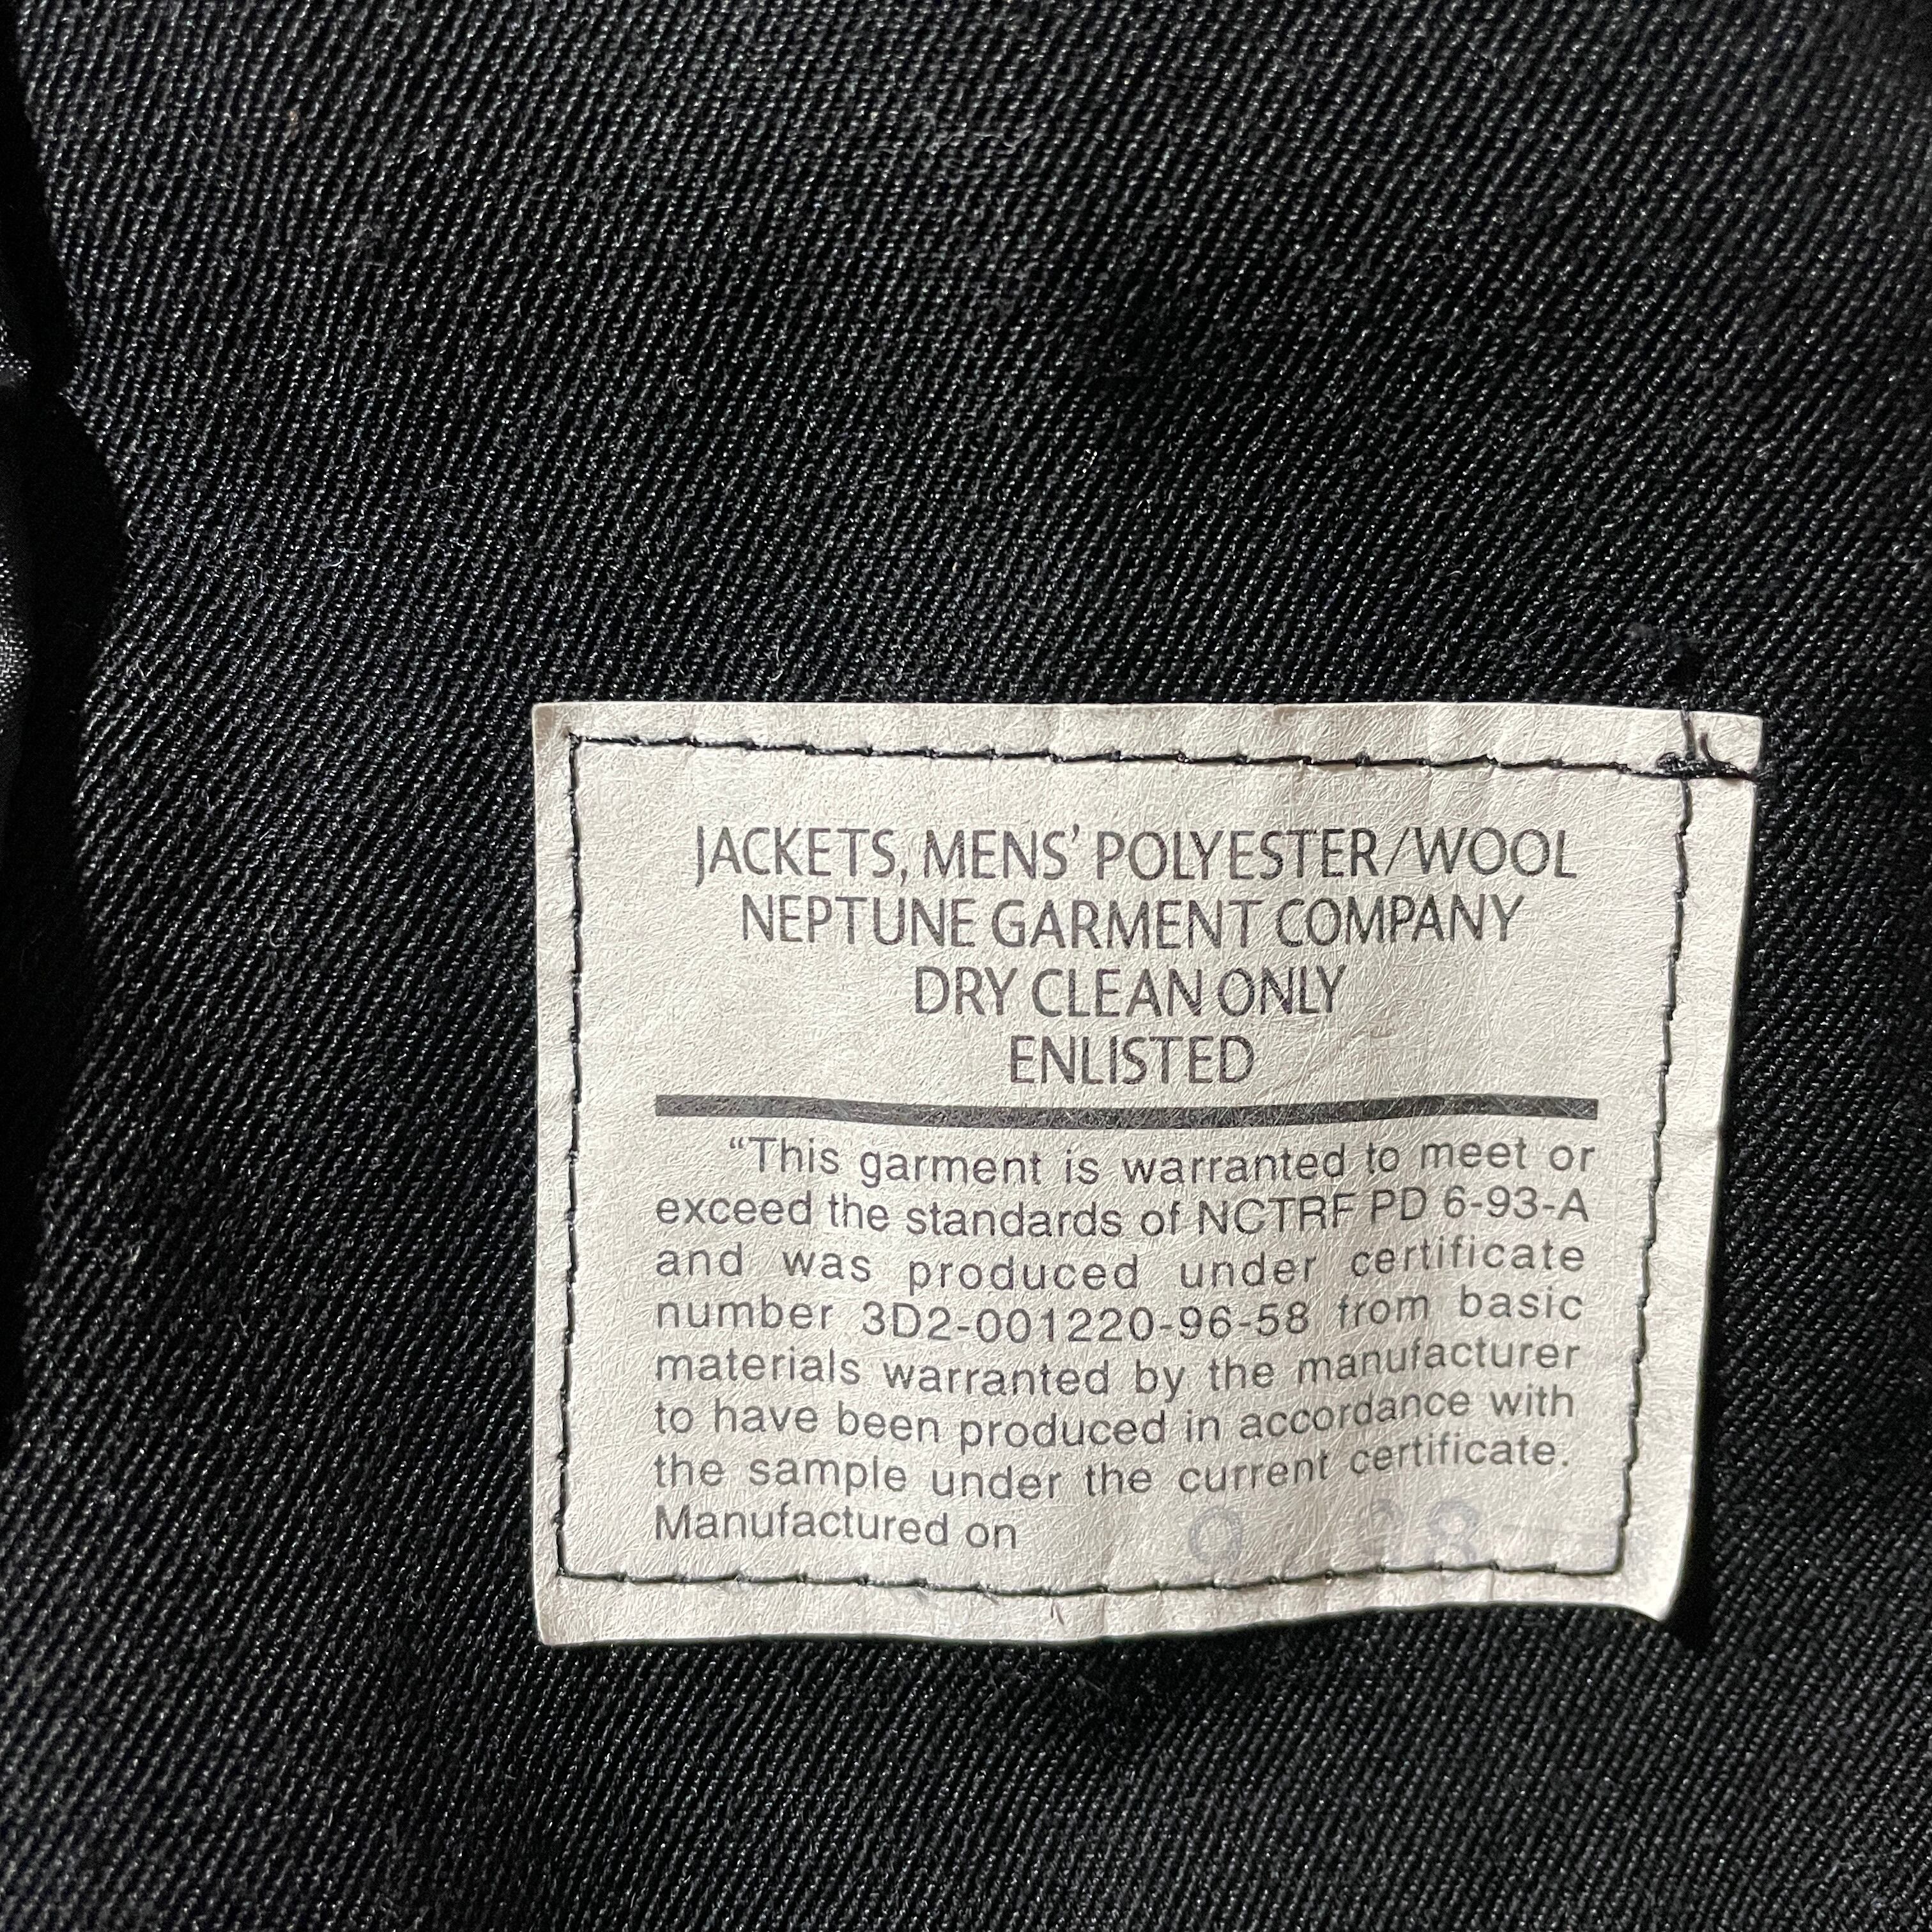 JACKETS, MENS' POLYESTER/WOOL
NEPTUNE GARMENT COMPANY
DRY CLEAN ONLY
ENLISTED
“This garment is warranted to meet or
exceed the standards of NCTRF PD 6-93-A
and was produced under certificate
number 3D2-001220-96-58 from basic
materials warranted by the manufacturer
to have been produced in accordance with
the sample under the current certificate.
Manufactured on